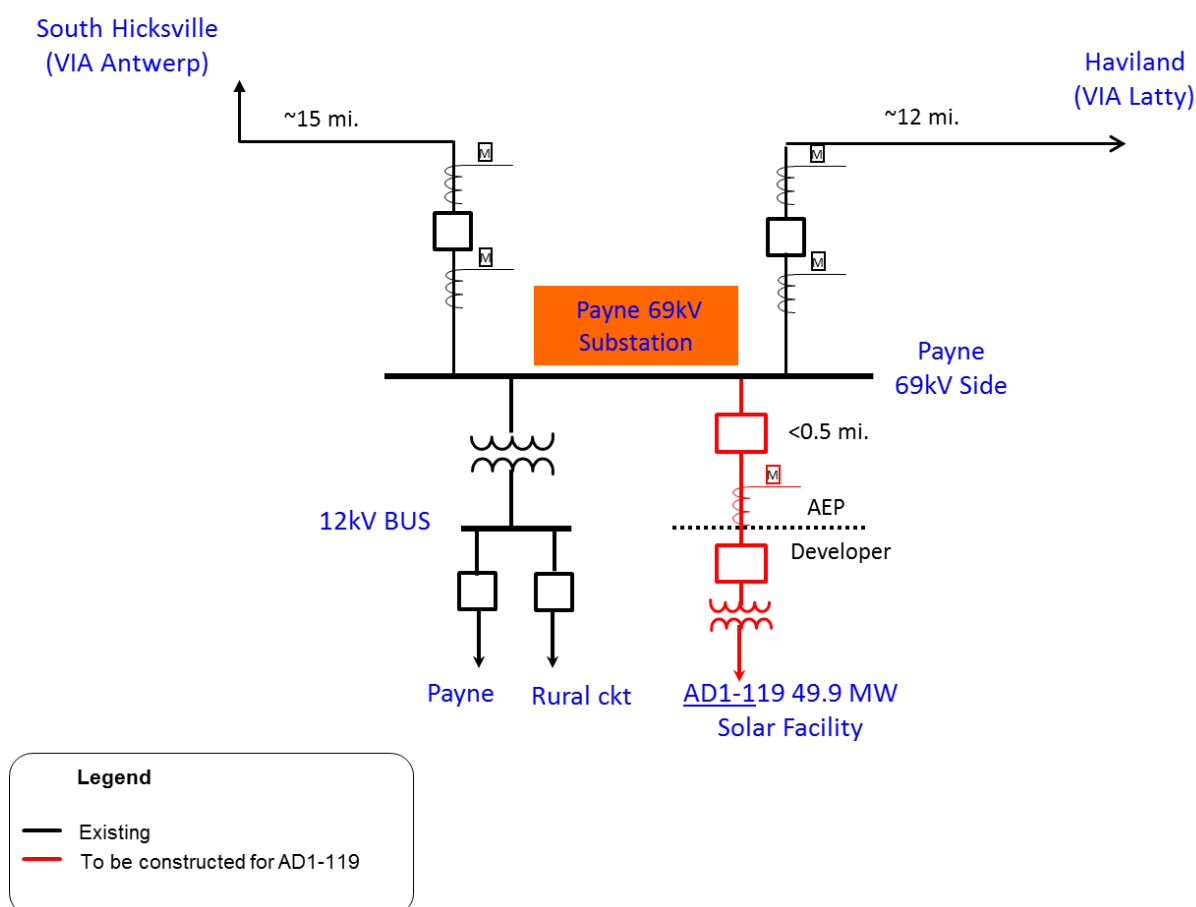 South Hicksville
(VIA Antwerp)
Haviland
(VIA Latty)
~15 mi.
~12 mi.
M
M
M
M
Payne 69kV
Substation
Payne
69kV Side
<0.5 mi.
M
AEP
12kV BUS
Developer
Payne
Rural ckt
AD1-119 49.9 MW
Solar Facility
Legend
Existing
To be constructed for AD1-119